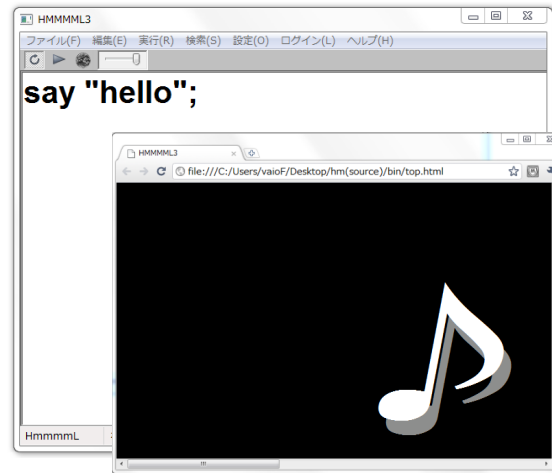 HMMMML3
ファイル(F) 編集(E) 実行(R) 検索(S) 設定(O) ログイン(L) ヘルプ(H)
say "hello";
HMMMML3
file:///C:/Users/vaioF/Desktop/hm(source)/bin/top.html
HmmmmL